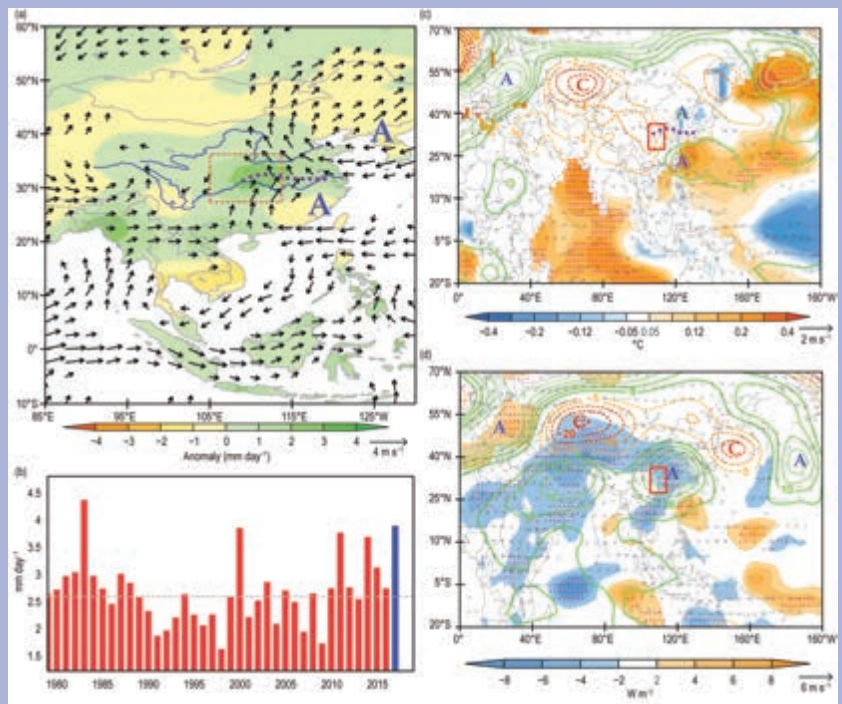 (a)
60°N
50°N
40°N
30°N
20°N
10°N
0°
10°S
A
A
85°E 95°E 105°E 115°E 125°E
-4 -3 -2 -1 0 1 2 3 4
Anomaly (mm day⁻¹)
4 m s⁻¹
(b)
mm day⁻¹
4.5
4
3.5
3
2.5
2
1.5
1980 1985 1990 1995 2000 2005 2010 2015
(c)
70°N
55°N
40°N
25°N
10°N
5°S
20°S
A
C
A
A
0° 40°E 80°E 120°E 160°W
-0.4 -0.2 -0.12 -0.05 0.05 0.12 0.2 0.4
°C
2 m s⁻¹
(d)
70°N
55°N
40°N
25°N
10°N
5°S
20°S
A
C
20
A
C
A
0° 40°E 80°E 120°E 160°W
-8 -6 -4 -2 2 4 6 8
W m⁻¹
6 m s⁻¹